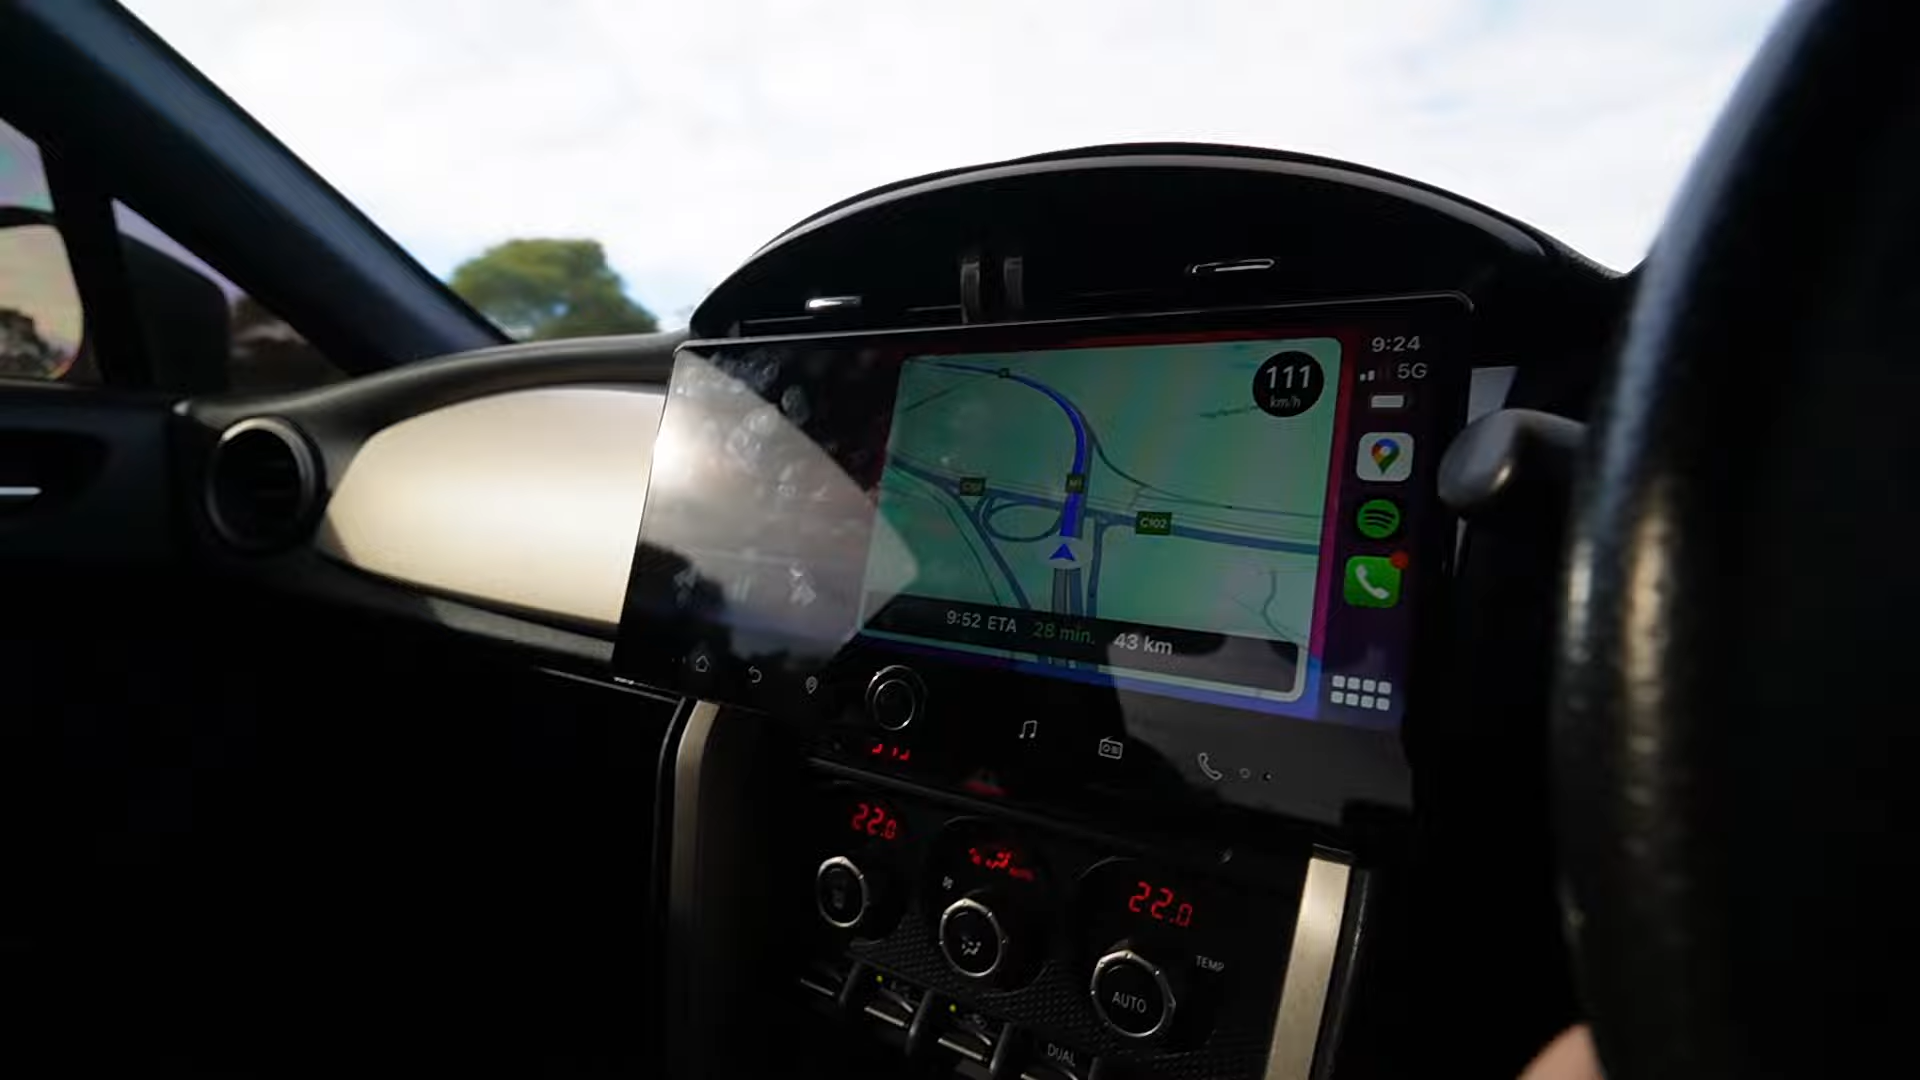 9:24
5G
111
km/h
M1
C102
9:52 ETA 28 min. 43 km
22.0
22.0
TEMP
AUTO
DUAL